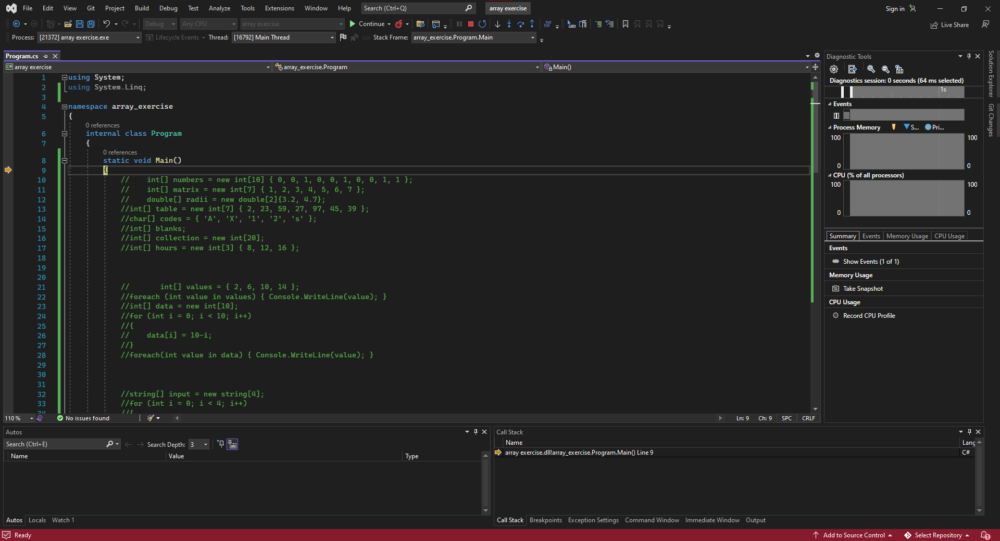 File Edit View Git Project Build Debug Test Analyze Tools Extensions Window Help Search (Ctrl+Q) array exercise Sign in
Debug Any CPU array exercise Continue Live Share
Process: [21372] array exercise.exe Lifecycle Events Thread: [16792] Main Thread Stack Frame: array_exercise.Program.Main
Program.cs
C# array exercise array_exercise.Program Main()
1 using System;
2 using System.Linq;
3
4 namespace array_exercise
5 {
0 references
6 internal class Program
7 {
0 references
8 static void Main()
9 {
10 // int[] numbers = new int[10] { 0, 0, 1, 0, 0, 1, 0, 0, 1, 1 };
11 // int[] matrix = new int[7] { 1, 2, 3, 4, 5, 6, 7 };
12 // double[] radii = new double[2]{3.2, 4.7};
13 //int[] table = new int[7] { 2, 23, 59, 27, 97, 45, 39 };
14 //char[] codes = { 'A', 'X', '1', '2', 's' };
15 //int[] blanks;
16 //int[] collection = new int[20];
17 //int[] hours = new int[3] { 8, 12, 16 };
18
19
20
21 // int[] values = { 2, 6, 10, 14 };
22 //foreach (int value in values) { Console.WriteLine(value); }
23 //int[] data = new int[10];
24 //for (int i = 0; i < 10; i++)
25 //{
26 // data[i] = 10-i;
27 //}
28 //foreach(int value in data) { Console.WriteLine(value); }
29
30
31
32 //string[] input = new string[4];
33 //for (int i = 0; i < 4; i++)
34 //{
110 % No issues found Ln: 9 Ch: 9 SPC CRLF
Diagnostic Tools
Diagnostics session: 0 seconds (64 ms selected)
1s
Events
Process Memory S... Pri...
100 100
0 0
CPU (% of all processors)
100 100
0 0
Summary Events Memory Usage CPU Usage
Events
Show Events (1 of 1)
Memory Usage
Take Snapshot
CPU Usage
Record CPU Profile
Solution Explorer
Git Changes
Autos
Search (Ctrl+E) Search Depth: 3
Name Value Type
Autos Locals Watch 1
Call Stack
Name Lang
array exercise.dll!array_exercise.Program.Main() Line 9 C#
Call Stack Breakpoints Exception Settings Command Window Immediate Window Output
Ready Add to Source Control Select Repository 1